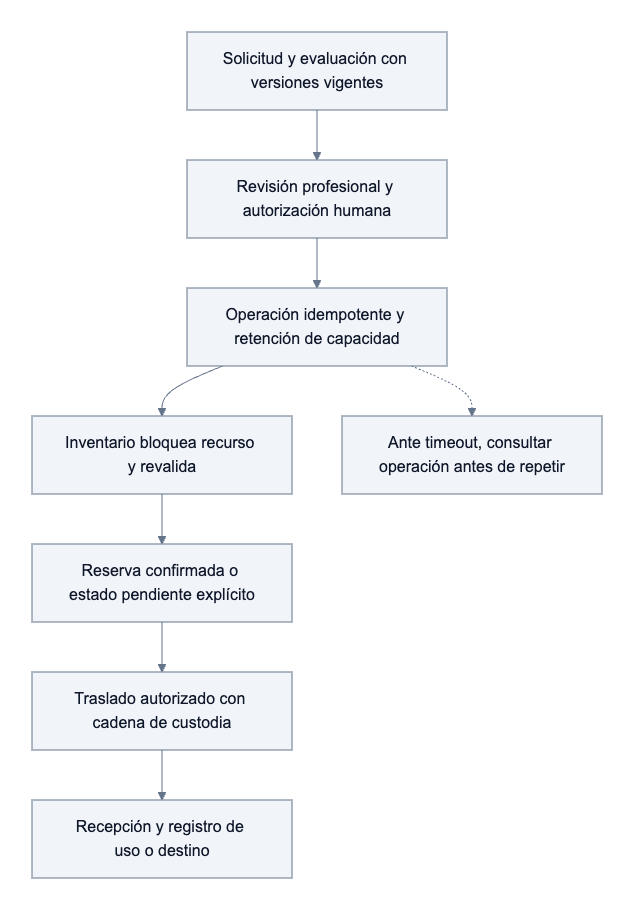 Solicitud y evaluación con
versiones vigentes
Revisión profesional y
autorización humana
Operación idempotente y
retención de capacidad
Inventario bloquea recurso
y revalida
Ante timeout, consultar
operación antes de repetir
Reserva confirmada o
estado pendiente explícito
Traslado autorizado con
cadena de custodia
Recepción y registro de
uso o destino